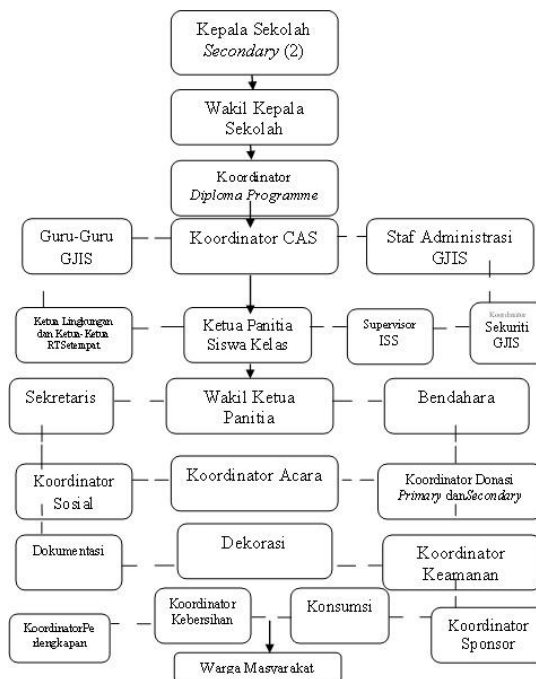 Kepala Sekolah
Secondary (2)
Wakil Kepala
Sekolah
Koordinator
Diploma Programme
Guru-Guru
GJIS
Koordinator CAS
Staf Administrasi
GJIS
Ketua Lingkungan
dan Ketua- Ketua
RTSetempat.
Ketua Panitia
Siswa Kelas
Supervisor
ISS
Koordinator
Sekuriti
GJIS
Sekretaris
Wakil Ketua
Panitia
Bendahara
Koordinator
Sosial
Koordinator Acara
Koordinator Donasi
Primary danSecondary
Dokumentasi
Dekorasi
Koordinator
Keamanan
KoordinatorPe
rlengkapan
Koordinator
Kebersihan
Konsumsi
Koordinator
Sponsor
Warga Masyarakat